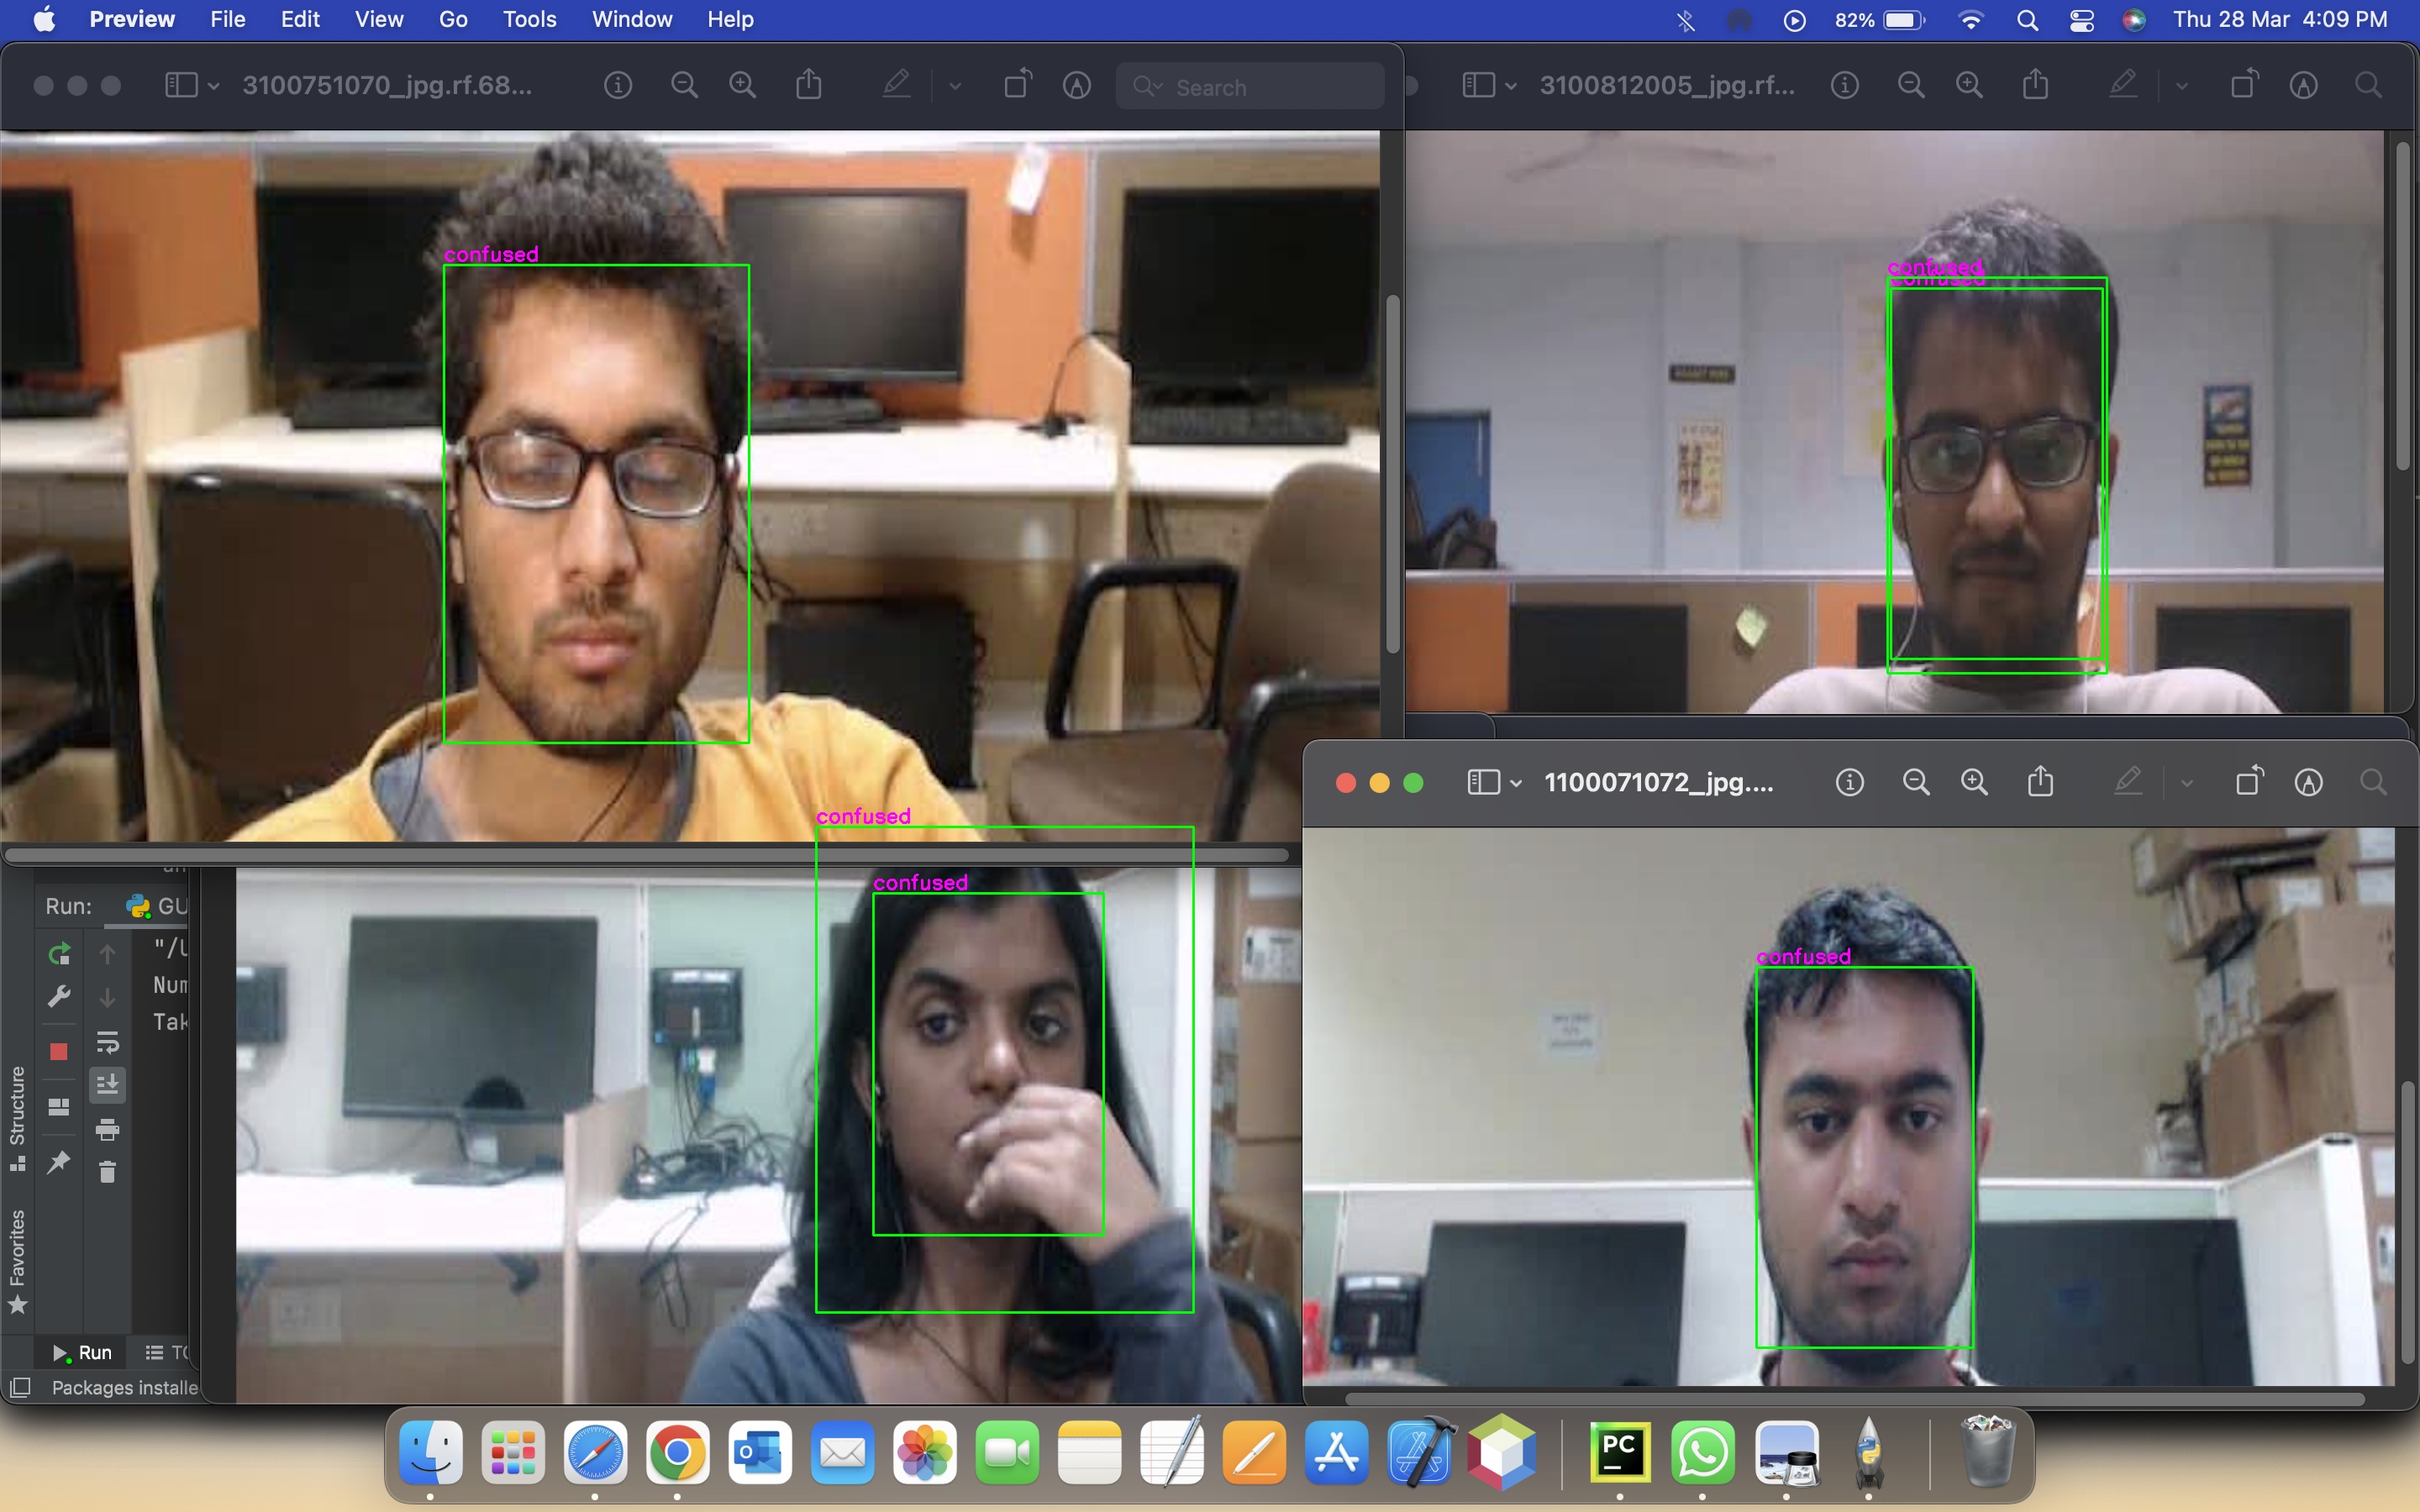 Preview File Edit View Go Tools Window Help 82% Thu 28 Mar 4:09 PM
3100751070_jpg.rf.68... Search
3100812005_jpg.rf...
confused
confused
confused
1100071072_jpg....
confused
confused
confused
Run: GU
"/U
Num
Tak
Structure
Favorites
Run TO
Packages installe
PC